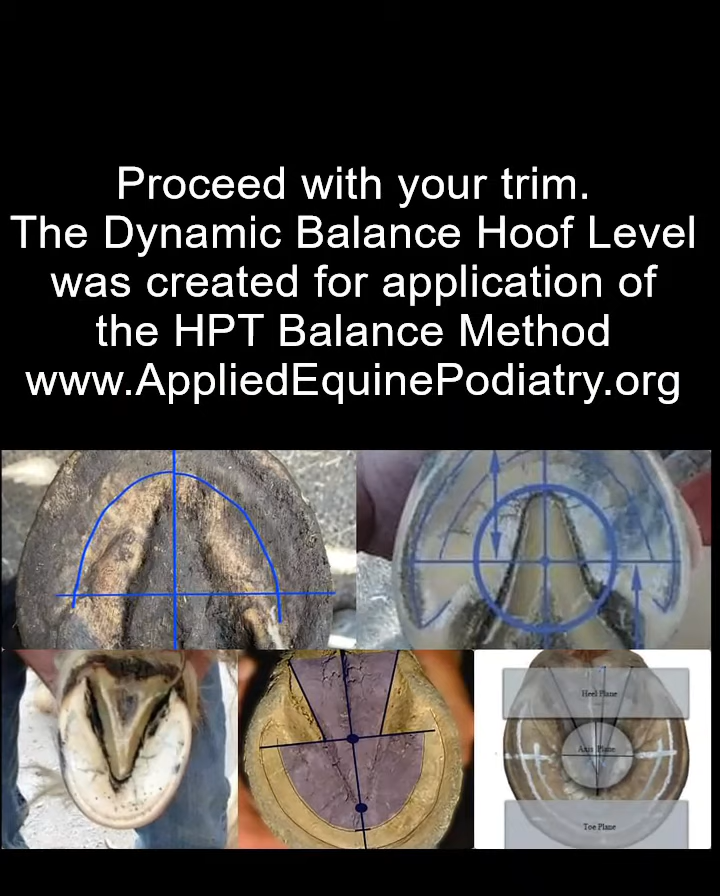 Proceed with your trim.
The Dynamic Balance Hoof Level
was created for application of
the HPT Balance Method
www.AppliedEquinePodiatry.org
Heel Plane
Axis Plane
Toe Plane